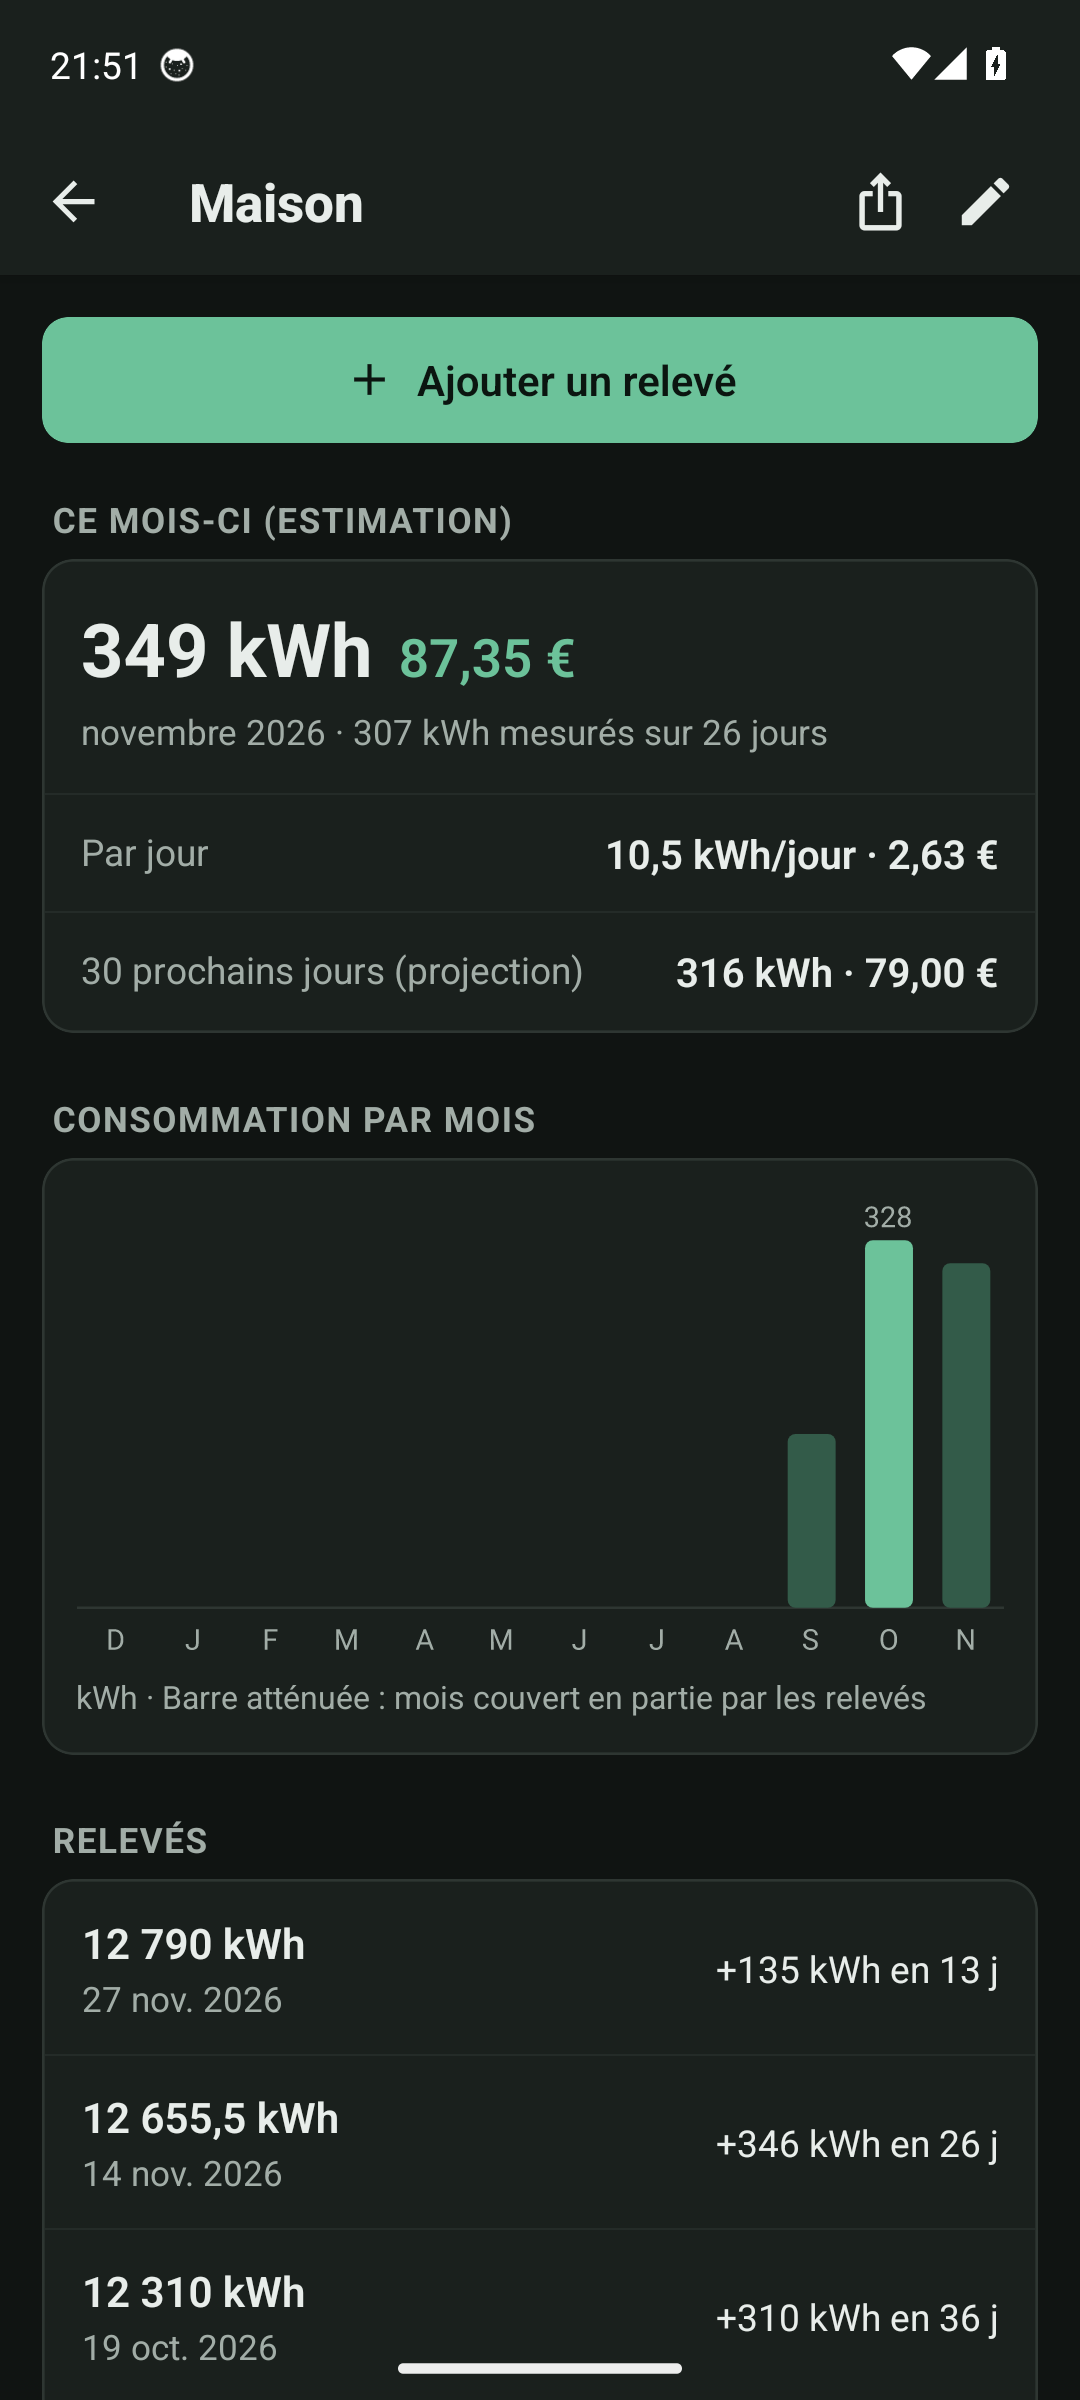 21:51
Maison
Ajouter un relevé
CE MOIS-CI (ESTIMATION)
349 kWh 87,35 €
novembre 2026 · 307 kWh mesurés sur 26 jours
Par jour 10,5 kWh/jour · 2,63 €
30 prochains jours (projection) 316 kWh · 79,00 €
CONSOMMATION PAR MOIS
328
D J F M A M J J A S O N
kWh · Barre atténuée : mois couvert en partie par les relevés
RELEVÉS
12 790 kWh
27 nov. 2026
+135 kWh en 13 j
12 655,5 kWh
14 nov. 2026
+346 kWh en 26 j
12 310 kWh
19 oct. 2026
+310 kWh en 36 j